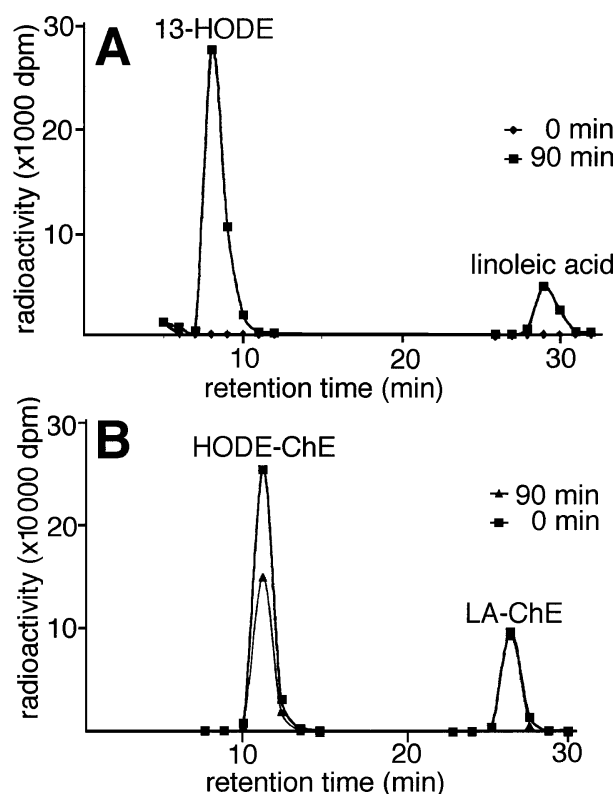 A
13-HODE
30
20
10
radioactivity (x1000 dpm)
0 min
90 min
linoleic acid
10
20
30
retention time (min)
B
HODE-ChE
30
20
10
radioactivity (x10000 dpm)
90 min
0 min
LA-ChE
10
20
30
retention time (min)